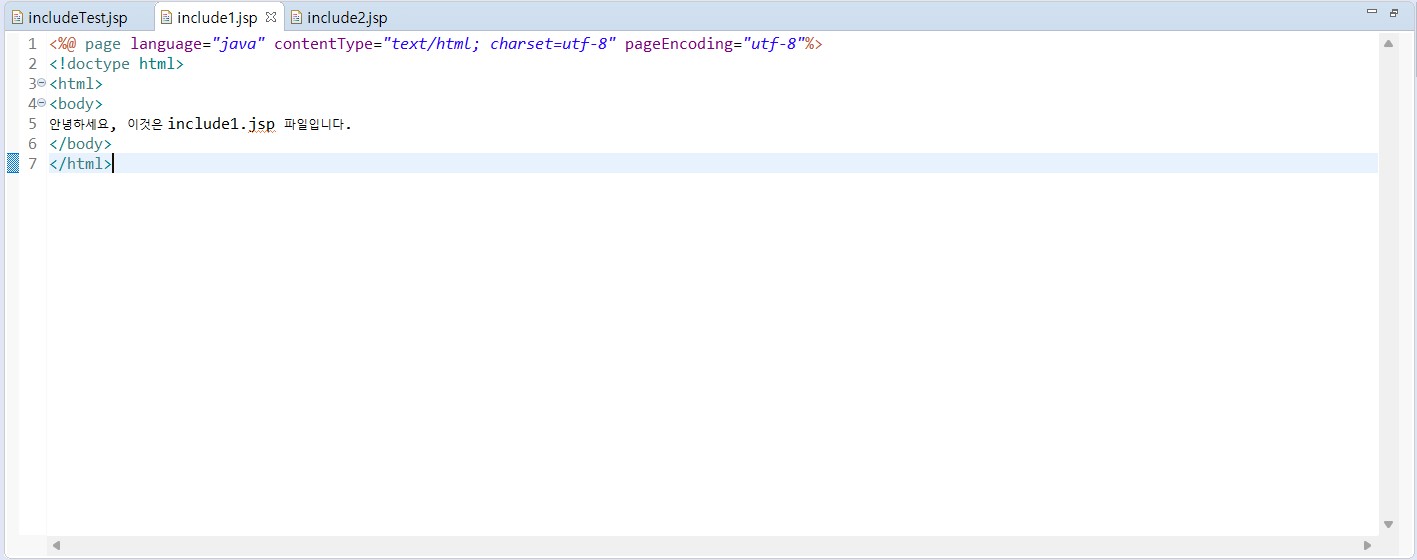 includeTest.jsp include1.jsp include2.jsp
1 <%@ page language="java" contentType="text/html; charset=utf-8" pageEncoding="utf-8"%>
2 <!doctype html>
3 <html>
4 <body>
5 안녕하세요, 이것은 include1.jsp 파일입니다.
6 </body>
7 </html>